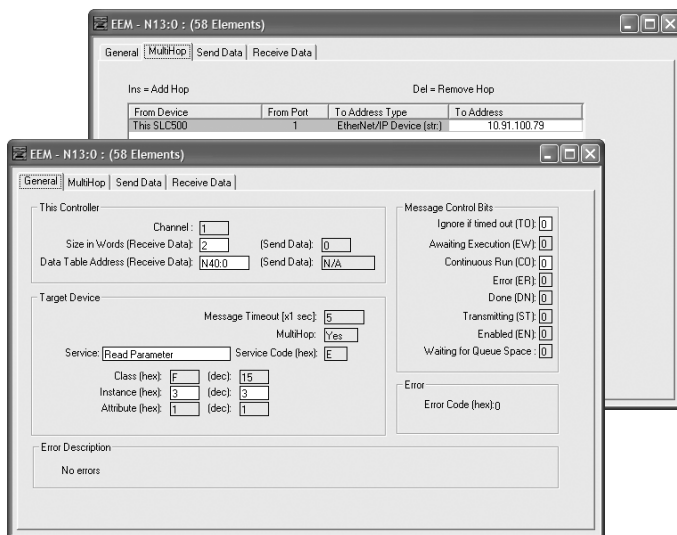 EEM - N13:0 : (58 Elements)
General MultiHop Send Data Receive Data
Ins = Add Hop Del = Remove Hop
From Device From Port To Address Type To Address
This SLC500 1 EtherNet/IP Device (str:) 10.91.100.79
EEM - N13:0 : (58 Elements)
General MultiHop Send Data Receive Data
This Controller
Channel : 1
Size in Words (Receive Data): 2 (Send Data): 0
Data Table Address (Receive Data): N40:0 (Send Data): N/A
Target Device
Message Timeout [x1 sec]: 5
MultiHop: Yes
Service: Read Parameter Service Code (hex): E
Class (hex): F (dec): 15
Instance (hex): 3 (dec): 3
Attribute (hex): 1 (dec): 1
Message Control Bits
Ignore if timed out (TO): 0
Awaiting Execution (EW): 0
Continuous Run (CO): 0
Error (ER): 0
Done (DN): 0
Transmitting (ST): 0
Enabled (EN): 0
Waiting for Queue Space : 0
Error
Error Code (hex):0
Error Description
No errors